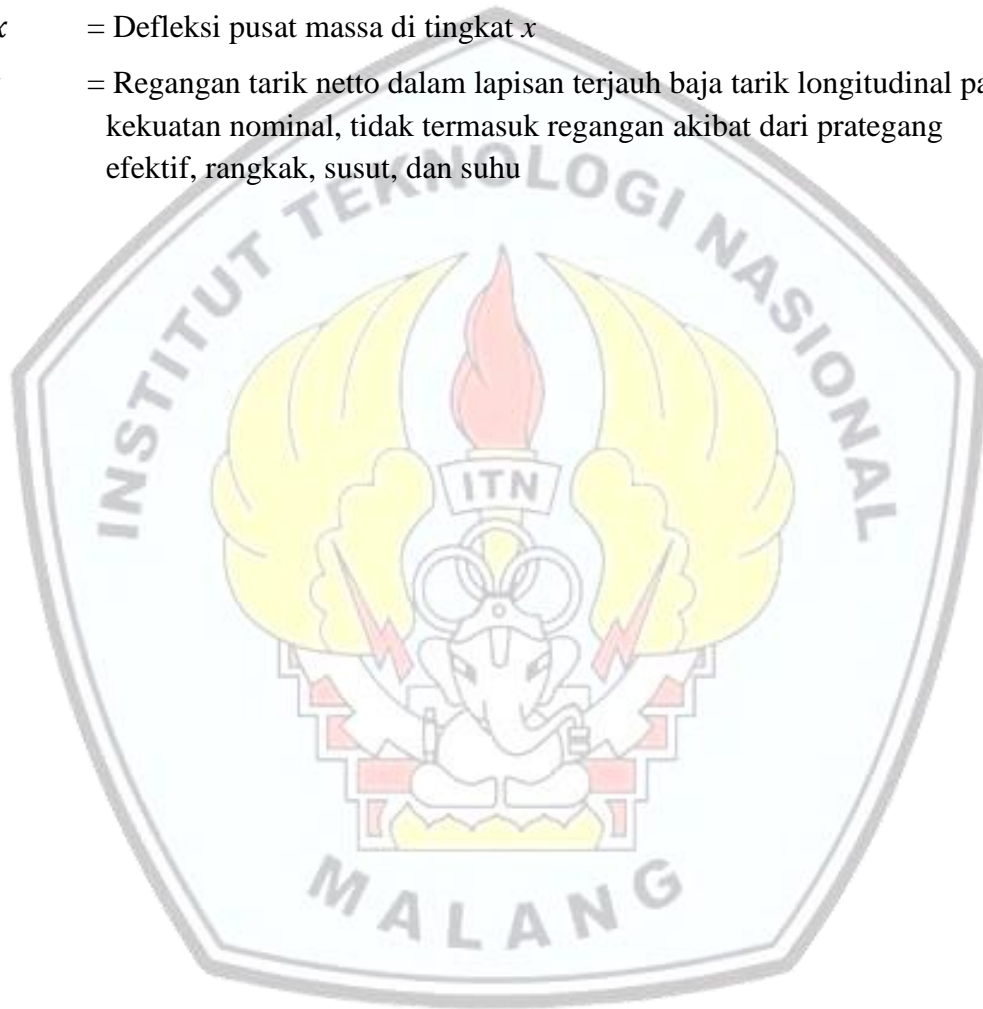 x = Defleksi pusat massa di tingkat x
= Regangan tarik netto dalam lapisan terjauh baja tarik longitudinal
kekuatan nominal, tidak termasuk regangan akibat dari prategang
efektif, rangkak, susut, dan suhu
INSTITUT TEKNOLOGI NASIONAL
ITN
MALANG